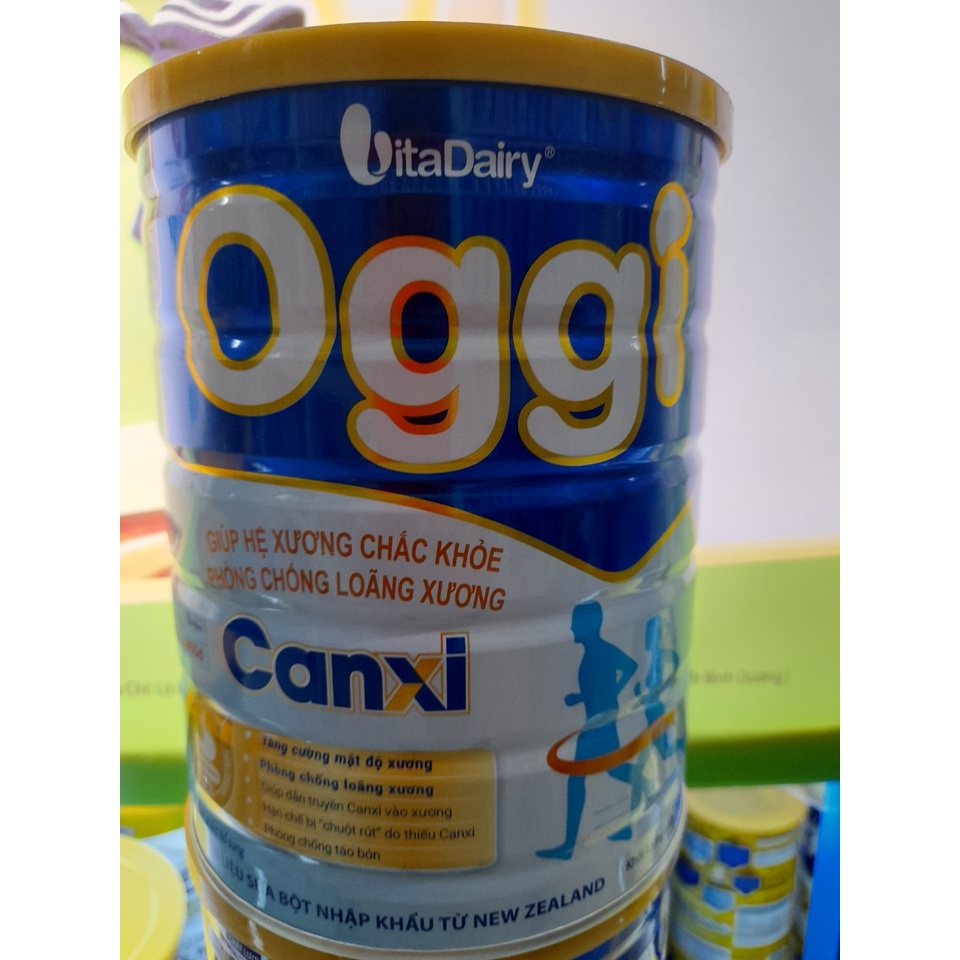 VitaDairy®
Oggi
GIÚP HỆ XƯƠNG CHẮC KHỎE
PHÒNG CHỐNG LOÃNG XƯƠNG
Canxi
Tăng cường mật độ xương
Phòng chống loãng xương
Giúp dẫn truyền Canxi vào xương
Hạn chế bị "chuột rút" do thiếu Canxi
Phòng chống táo bón
LIỆU SỮA BỘT NHẬP KHẨU TỪ NEW ZEALAND
Bình Dương